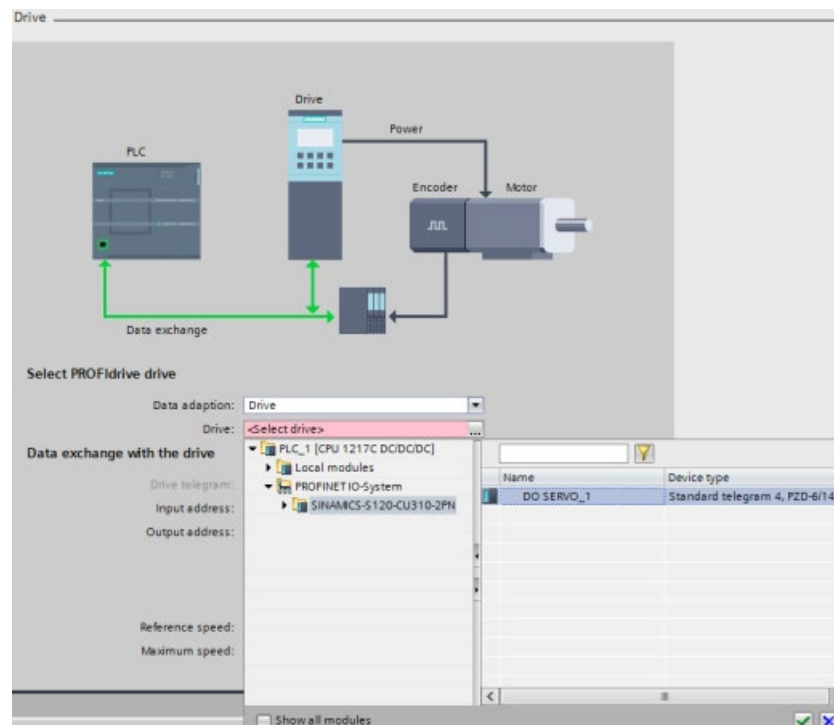 Drive
Drive
Power
PLC
Encoder Motor
Data exchange
Select PROFIdrive drive
Data adaption: Drive
Drive: <Select drive> ...
Data exchange with the drive
PLC_1 [CPU 1217C DC/DC/DC]
Local modules
Name Device type
Drive telegram: PROFINET IO-System
DO SERVO_1 Standard telegram 4, PZD-6/14
Input address: SINAMICS-S120-CU310-2PN
Output address:
Reference speed:
Maximum speed:
Show all modules